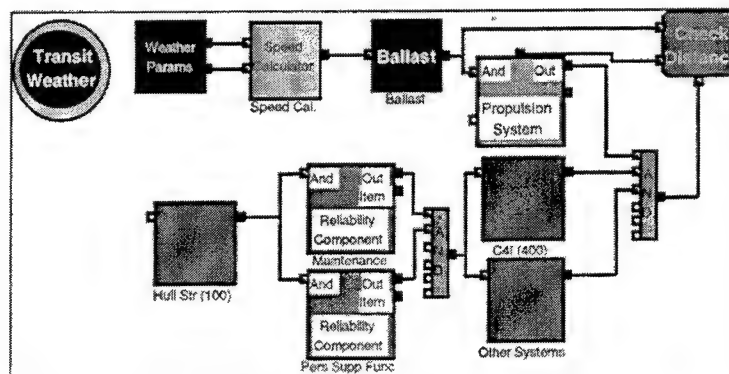 Transit
Weather
Weather
Params
Speed
Calculator
Speed Cal.
Ballast
Ballast
And Out
Propulsion
System
Check
Distance
Hull Str (100)
And Out
Item
Reliability
Component
Maintenance
And Out
Item
Reliability
Component
Pers Supp Func
A
N
D
C4I (400)
Other Systems
A
N
D